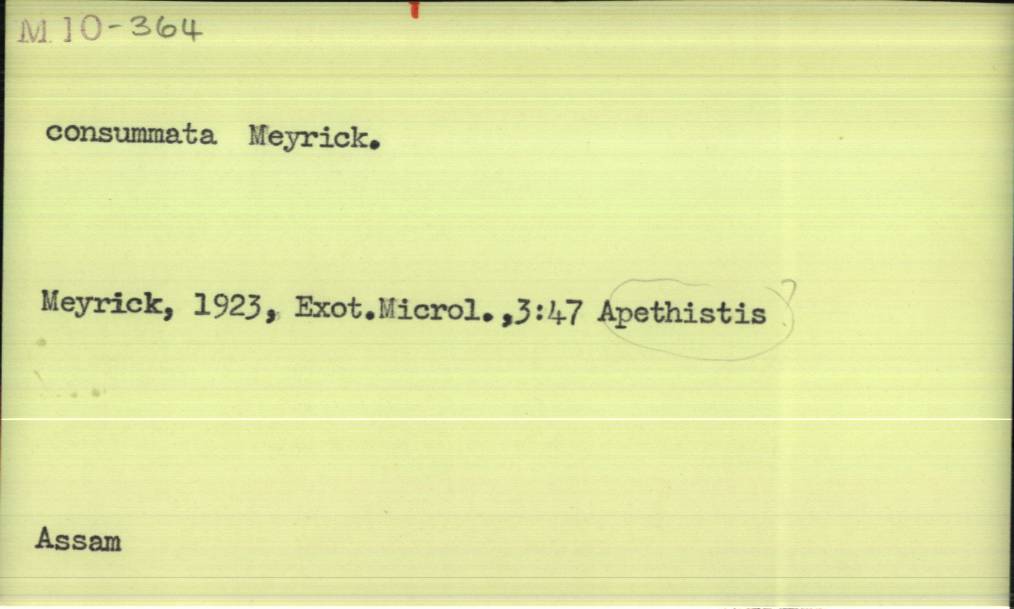 M 10-364
consummata Meyrick.
Meyrick, 1923, Exot.Microl.,3:47 Apethistis ?
Assam